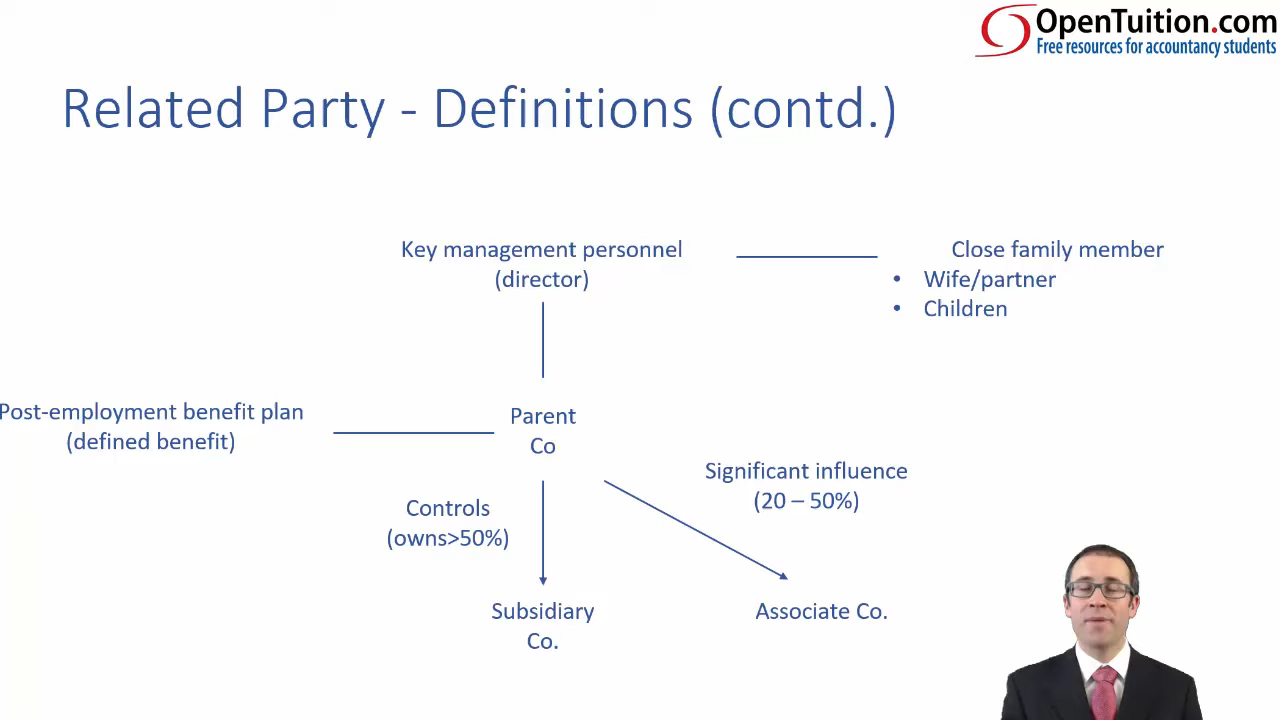 OpenTuition.com
Free resources for accountancy students
Related Party - Definitions (contd.)
Key management personnel
(director)
Close family member
• Wife/partner
• Children
Post-employment benefit plan
(defined benefit)
Parent
Co
Significant influence
(20 – 50%)
Controls
(owns>50%)
Subsidiary
Co.
Associate Co.